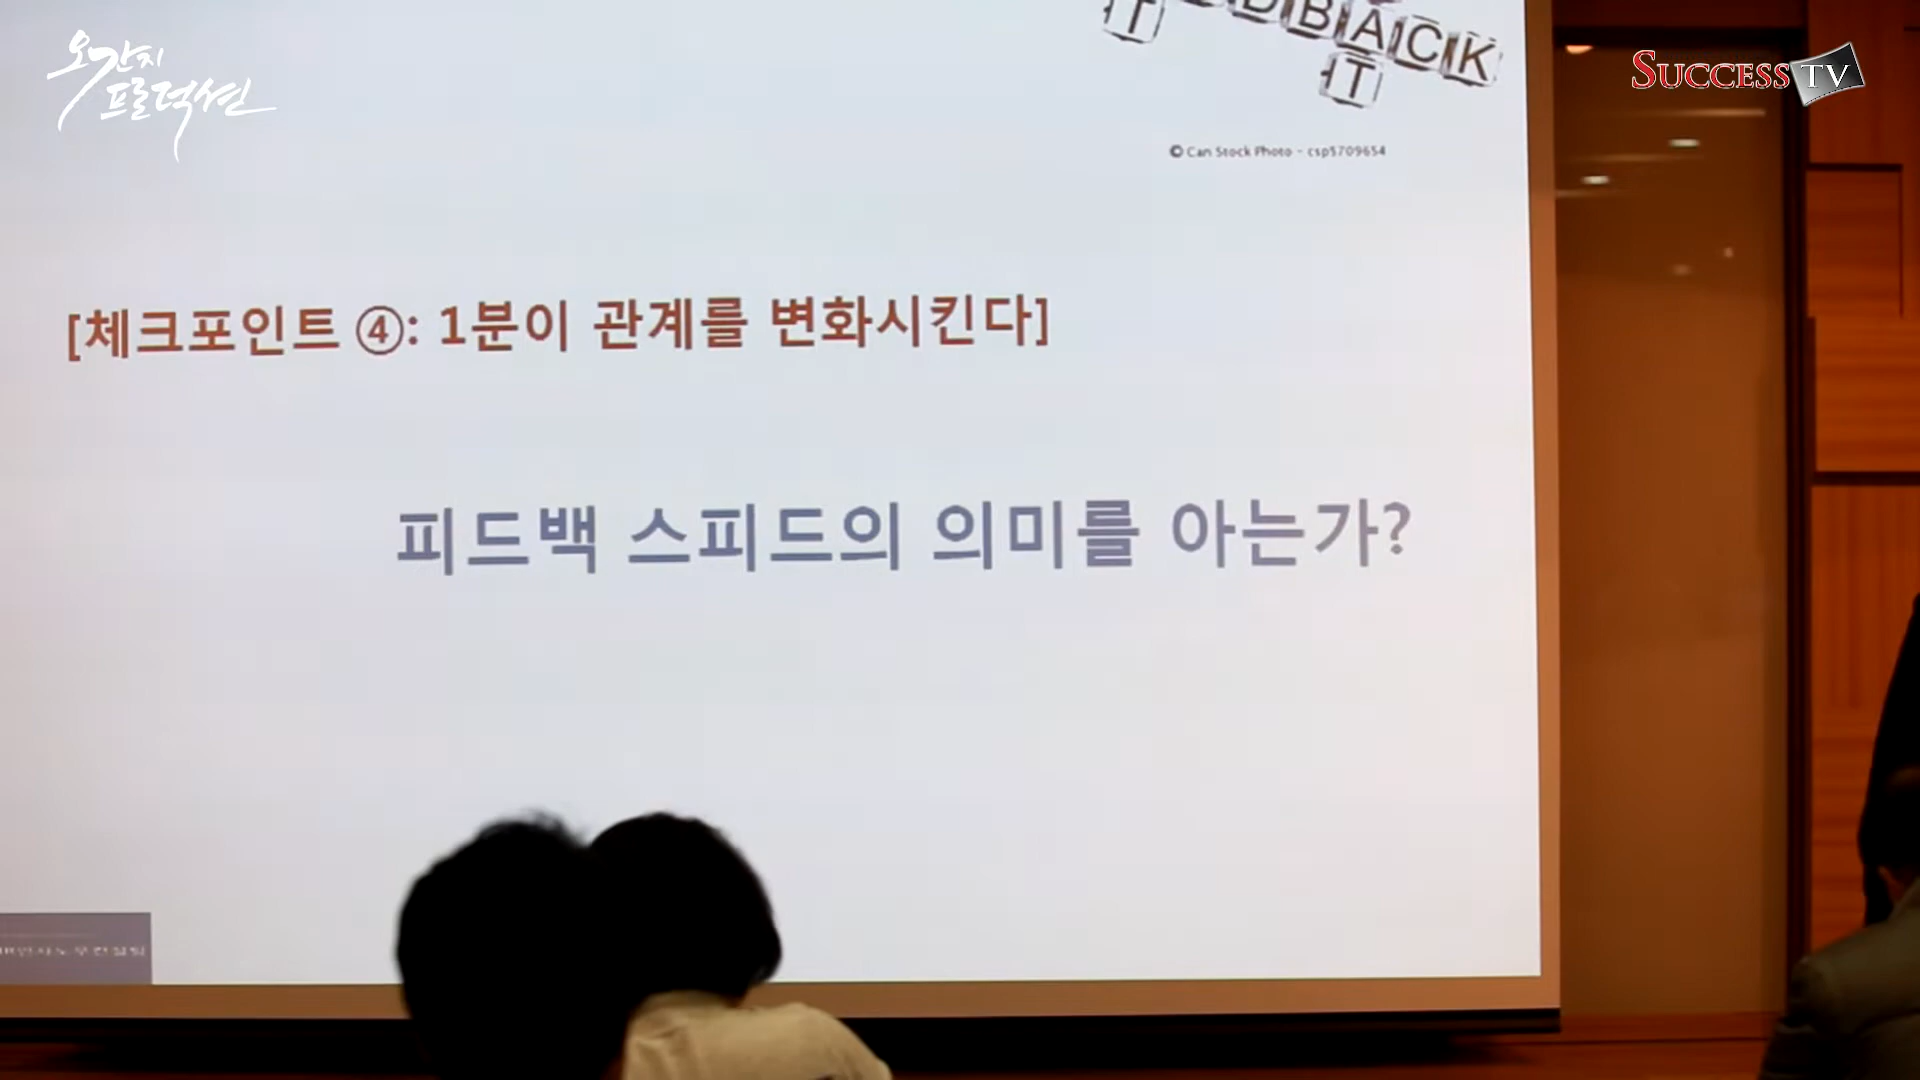 오간지
프로덕션
SUCCESS TV
DBACK
T
T
© Can Stock Photo - csp5709654
[체크포인트 ④: 1분이 관계를 변화시킨다]
피드백 스피드의 의미를 아는가?